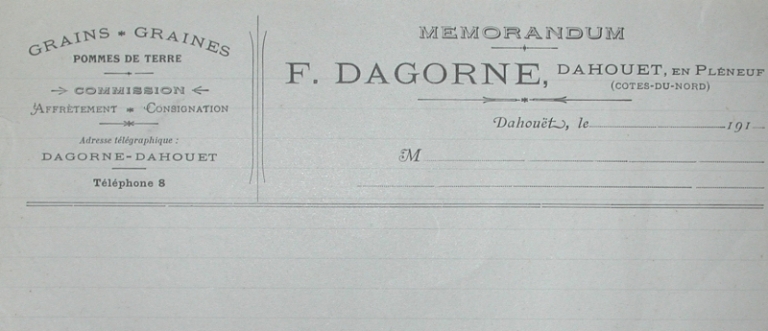 GRAINS * GRAINES
POMMES DE TERRE
COMMISSION
AFFRÈTEMENT * CONSIGNATION
Adresse télégraphique :
DAGORNE-DAHOUET
Téléphone 8
MEMORANDUM
F. DAGORNE, DAHOUET, EN PLÉNEUF
(COTES-DU-NORD)
Dahouët, le 191
M